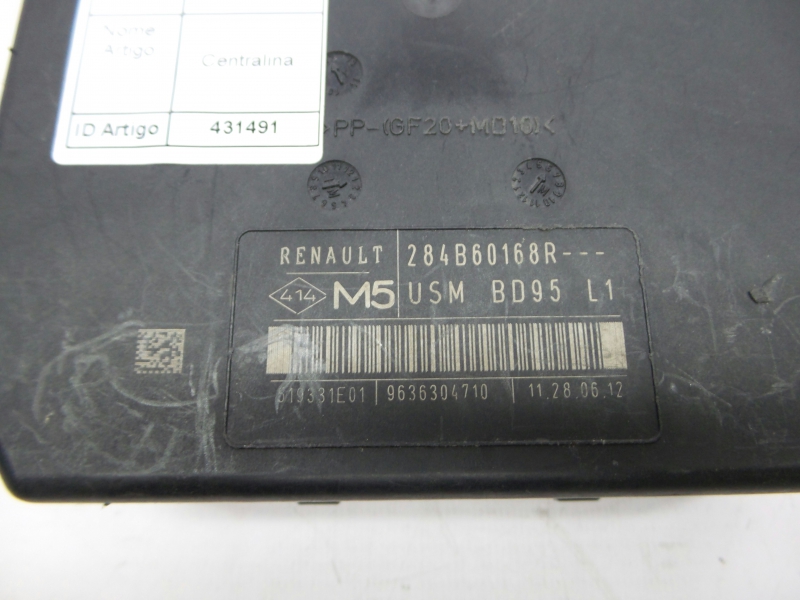 Nome
Artigo
Centralina
ID Artigo 431491
>PP-(GF20+MD10)<
RENAULT 284B60168R---
414 M5 USM BD95 L1
519331E01 9636304710 11.28.06.12